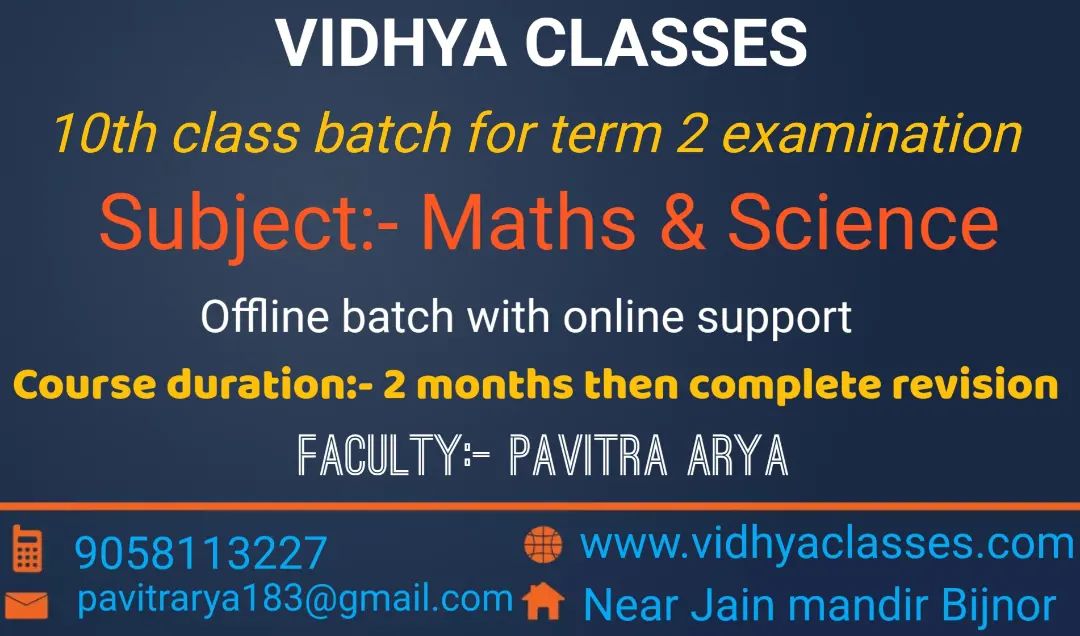 VIDHYA CLASSES
10th class batch for term 2 examination
Subject:- Maths & Science
Offline batch with online support
Course duration:- 2 months then complete revision
FACULTY:- PAVITRA ARYA
9058113227
www.vidhyaclasses.com
pavitrarya183@gmail.com
Near Jain mandir Bijnor